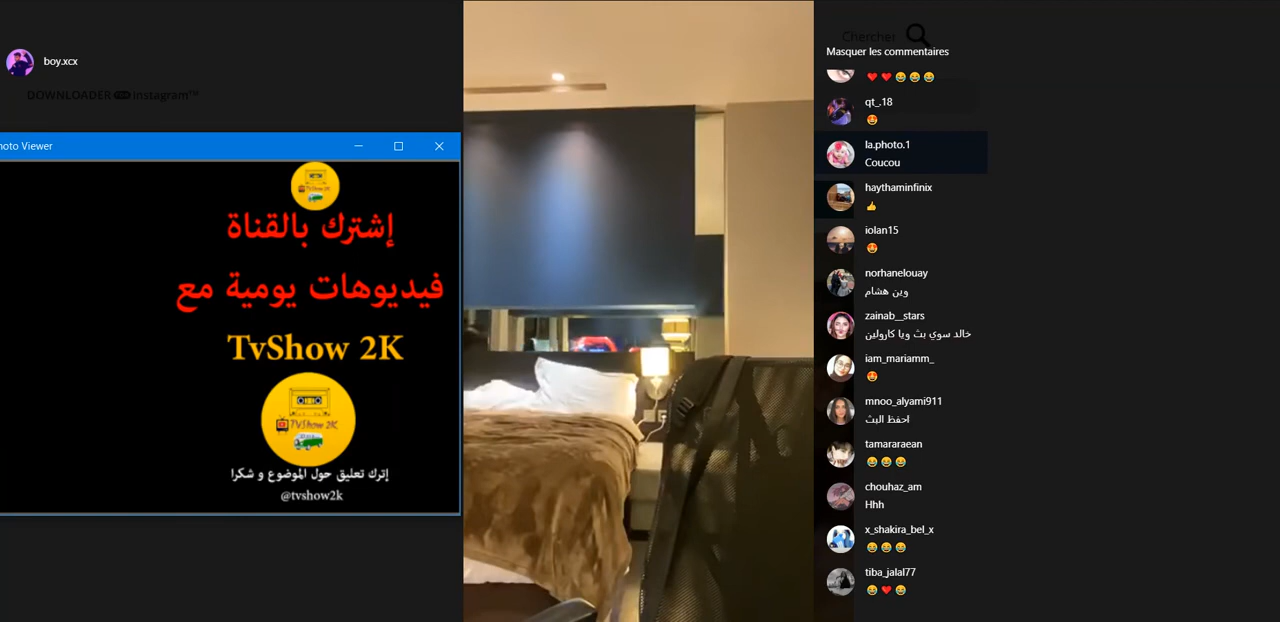 Chercher
Masquer les commentaires
boy.xcx
DOWNLOADER instagram™
hoto Viewer
إشترك بالقناة
فيديوهات يومية مع
TvShow 2K
TVShow 2K
إترك تعليق حول الموضوع و شكرا
@tvshow2k
❤️ ❤️ 😂 😂 😂
qt_.18
😍
la.photo.1
Coucou
haythaminfinix
👍
iolan15
😍
norhanelouay
وين هشام
zainab__stars
خالد سوي بث ويا كارولين
iam_mariamm_
😍
mnoo_alyami911
احفظ البث
tamararaean
😂 😂 😂
chouhaz_am
Hhh
x_shakira_bel_x
😂 😂 😂
tiba_jalal77
😂 ❤️ 😂